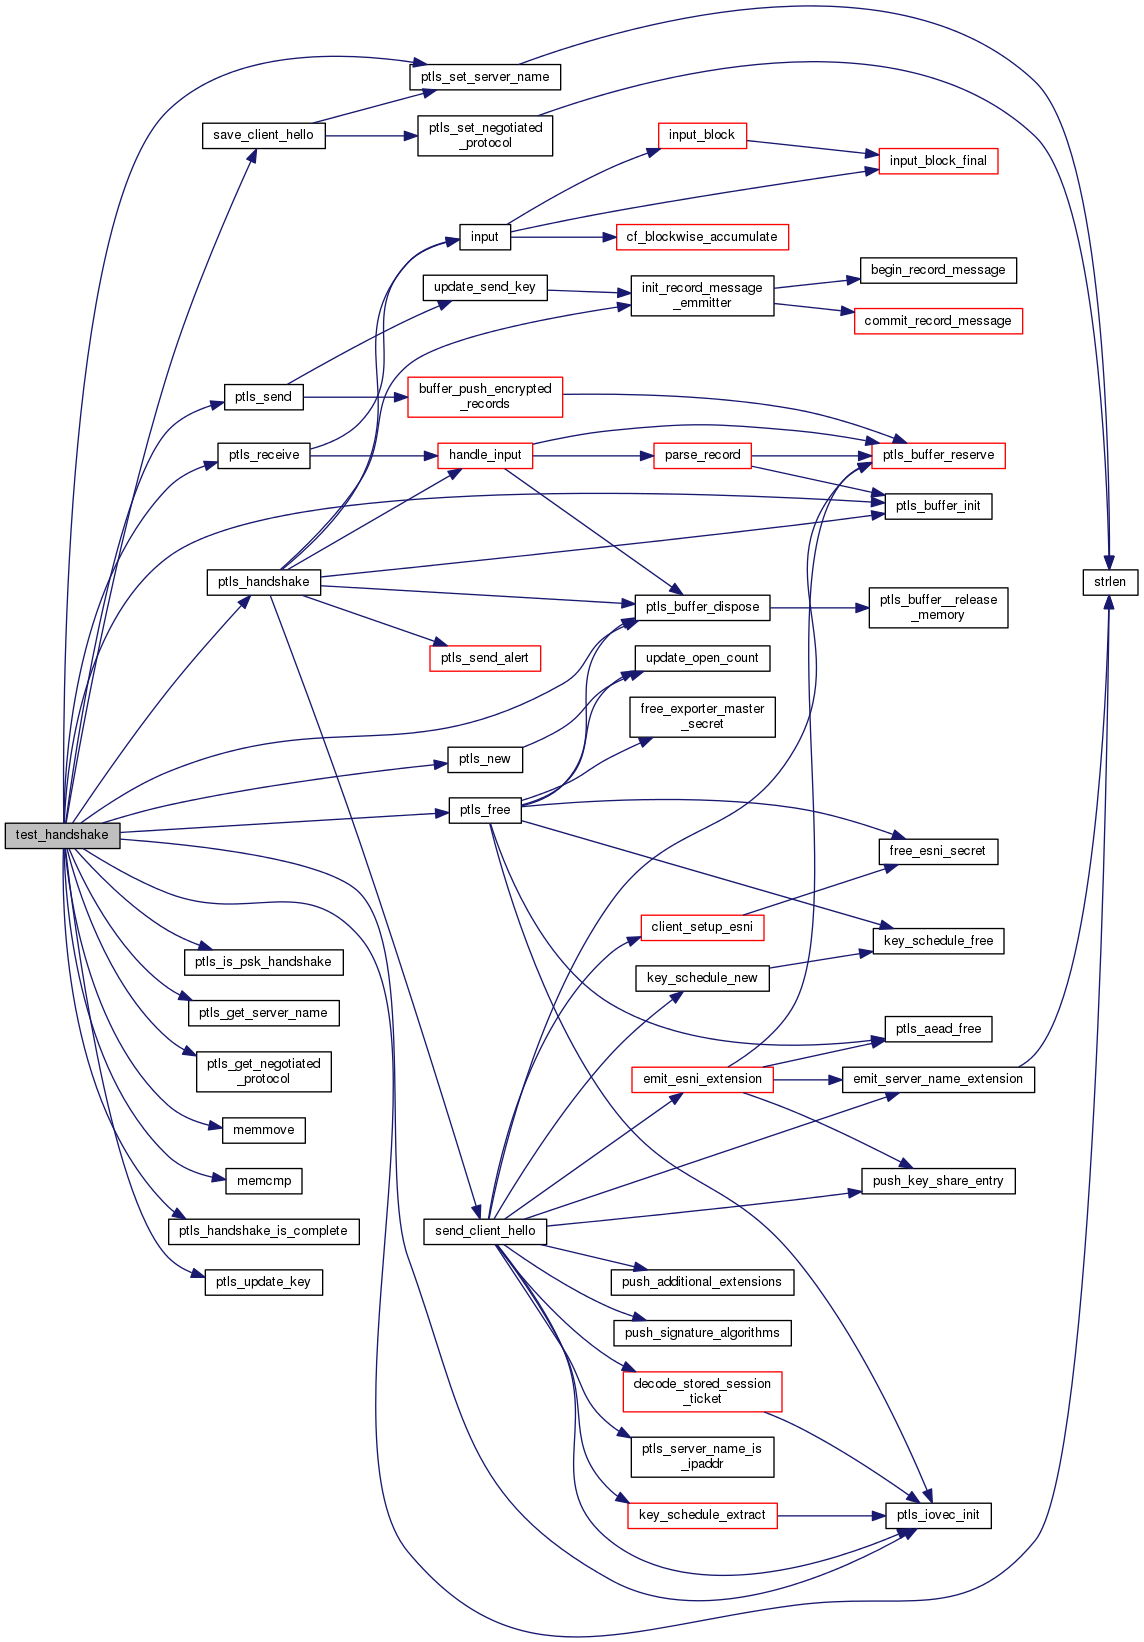 ptls_set_server_name
save_client_hello
ptls_set_negotiated
_protocol
input_block
input_block_final
input
cf_blockwise_accumulate
begin_record_message
update_send_key
init_record_message
_emmitter
commit_record_message
ptls_send
buffer_push_encrypted
_records
ptls_receive
handle_input
parse_record
ptls_buffer_reserve
ptls_buffer_init
ptls_handshake
strlen
ptls_buffer_dispose
ptls_buffer__release
_memory
ptls_send_alert
update_open_count
free_exporter_master
_secret
ptls_new
ptls_free
test_handshake
free_esni_secret
client_setup_esni
key_schedule_free
ptls_is_psk_handshake
key_schedule_new
ptls_get_server_name
ptls_aead_free
ptls_get_negotiated
_protocol
emit_esni_extension
emit_server_name_extension
memmove
memcmp
push_key_share_entry
ptls_handshake_is_complete
send_client_hello
ptls_update_key
push_additional_extensions
push_signature_algorithms
decode_stored_session
_ticket
ptls_server_name_is
_ipaddr
key_schedule_extract
ptls_iovec_init